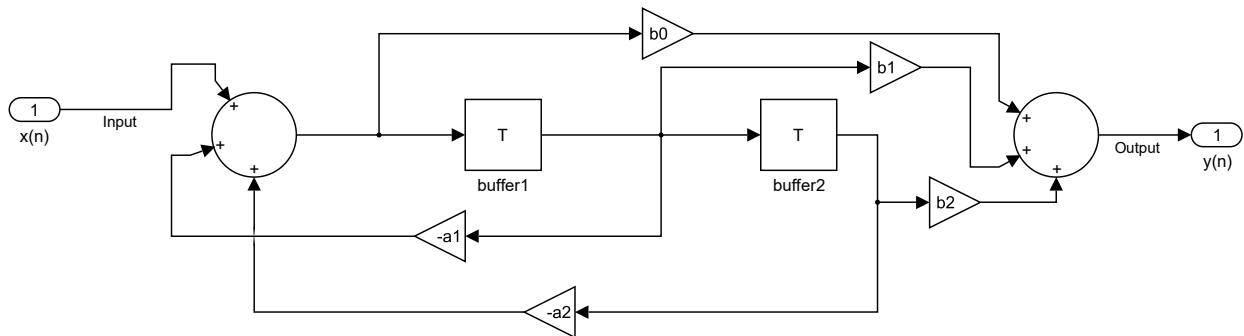 b0
b1
1
x(n)
Input
+
+
+
T
buffer1
T
buffer2
+
+
+
Output
1
y(n)
b2
-a1
-a2